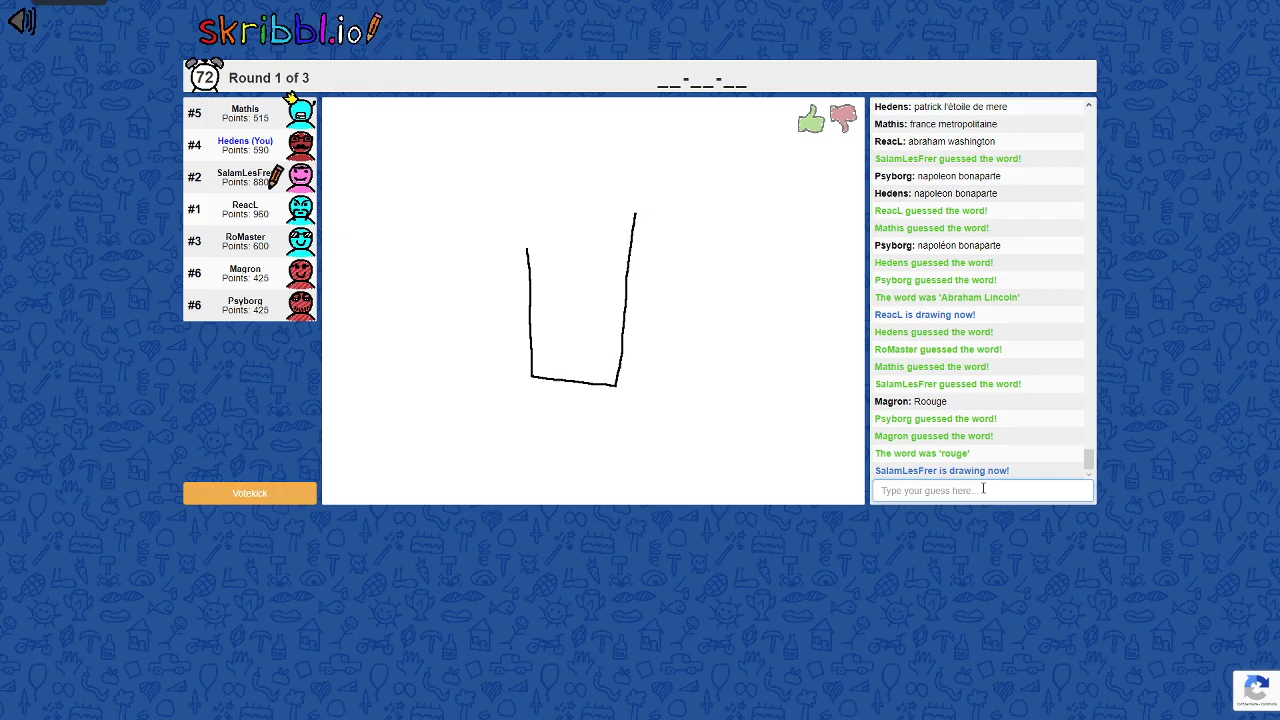 skribbl.io
72
Round 1 of 3
__-__-__
#5
Mathis
Points: 515
#4
Hedens (You)
Points: 590
#2
SalamLesFre
Points: 880
#1
ReacL
Points: 960
#3
RoMaster
Points: 600
#6
Magron
Points: 425
#6
Psyborg
Points: 425
Votekick
Hedens: patrick l'étoile de mere
Mathis: france metropolitaine
ReacL: abraham washington
SalamLesFrer guessed the word!
Psyborg: napoleon bonaparte
Hedens: napoleon bonaparte
ReacL guessed the word!
Mathis guessed the word!
Psyborg: napoléon bonaparte
Hedens guessed the word!
Psyborg guessed the word!
The word was 'Abraham Lincoln'
ReacL is drawing now!
Hedens guessed the word!
RoMaster guessed the word!
Mathis guessed the word!
SalamLesFrer guessed the word!
Magron: Roouge
Psyborg guessed the word!
Magron guessed the word!
The word was 'rouge'
SalamLesFrer is drawing now!
Type your guess here...